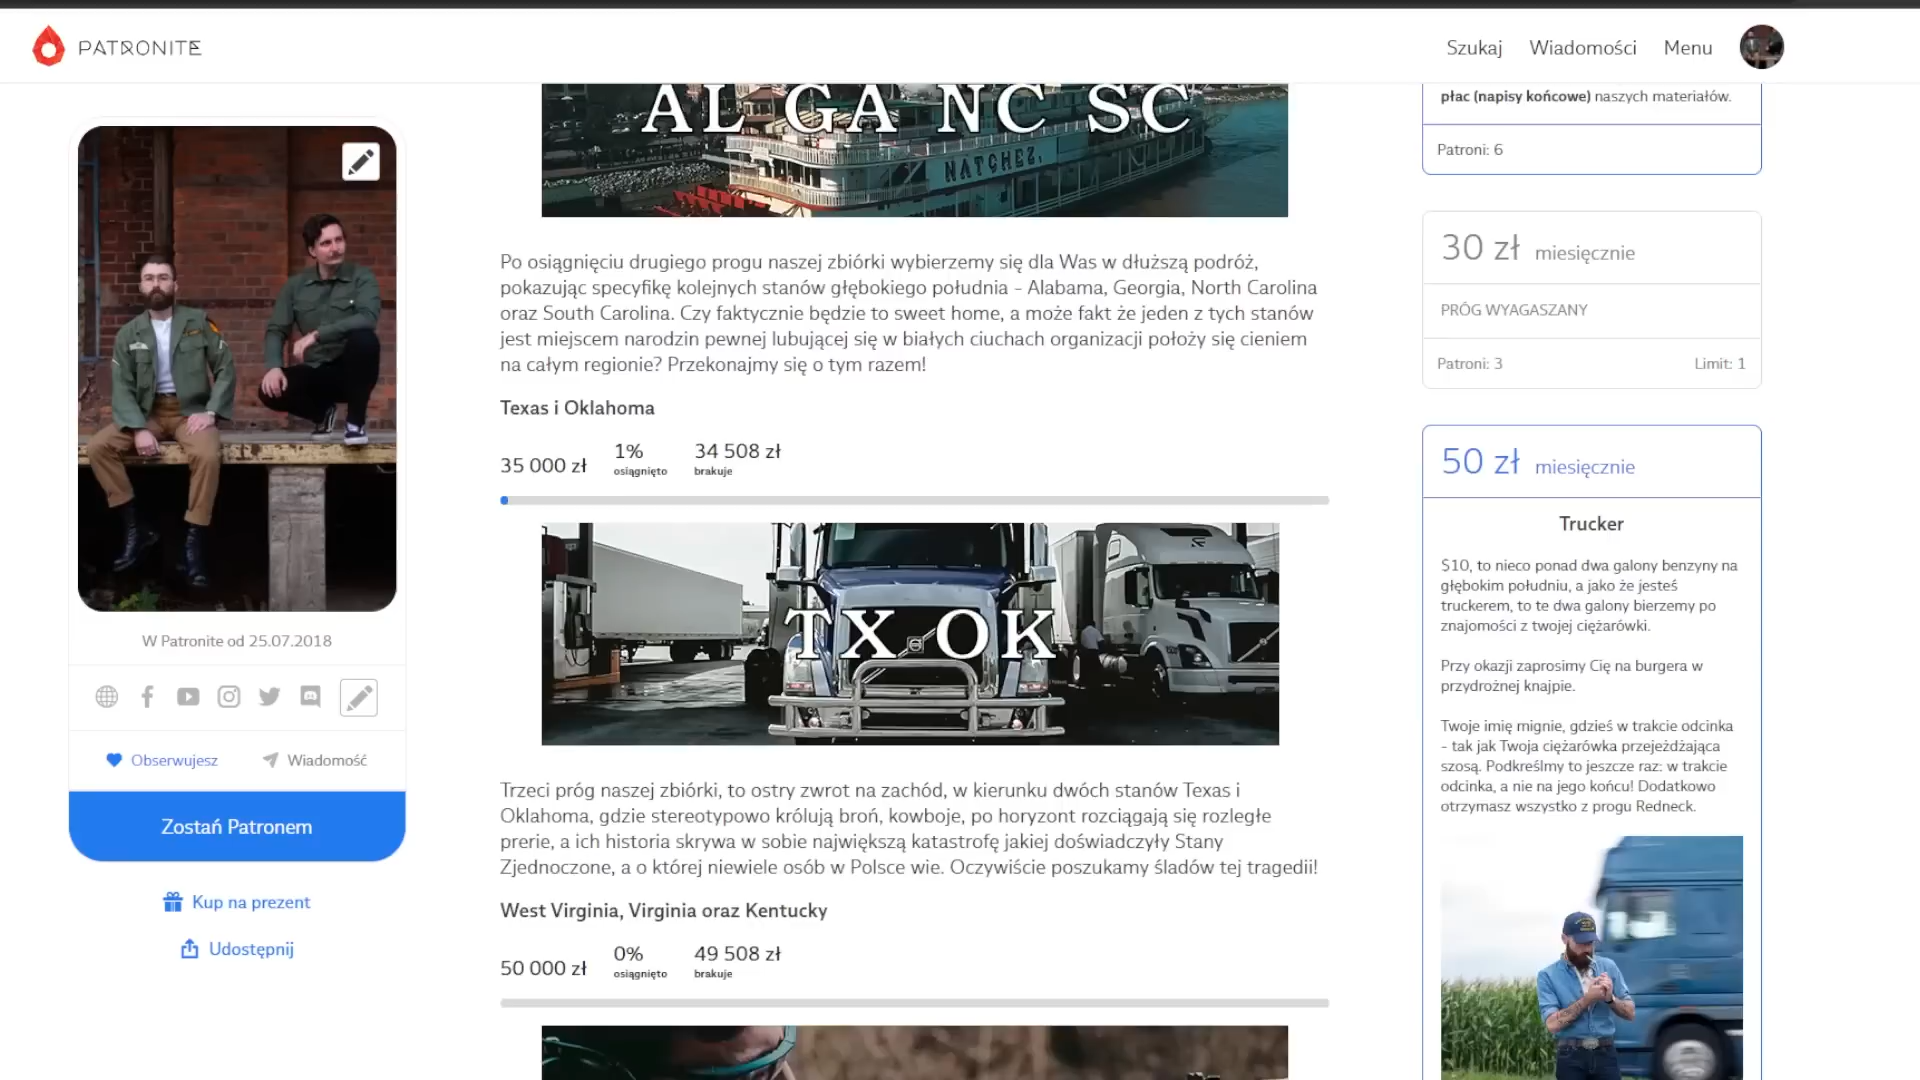 PATRONITE
Szukaj
Wiadomości
Menu
W Patronite od 25.07.2018
Obserwujesz
Wiadomość
Zostań Patronem
Kup na prezent
Udostępnij
AL GA NC SC
NATCHEZ.
Po osiągnięciu drugiego progu naszej zbiórki wybierzemy się dla Was w dłuższą podróż,
pokazując specyfikę kolejnych stanów głębokiego południa - Alabama, Georgia, North Carolina
oraz South Carolina. Czy faktycznie będzie to sweet home, a może fakt że jeden z tych stanów
jest miejscem narodzin pewnej lubującej się w białych ciuchach organizacji położy się cieniem
na całym regionie? Przekonajmy się o tym razem!
Texas i Oklahoma
35 000 zł
1%
osiągnięto
34 508 zł
brakuje
TX OK
Trzeci próg naszej zbiórki, to ostry zwrot na zachód, w kierunku dwóch stanów Texas i
Oklahoma, gdzie stereotypowo królują broń, kowboje, po horyzont rozciągają się rozległe
prerie, a ich historia skrywa w sobie największą katastrofę jakiej doświadczyły Stany
Zjednoczone, a o której niewiele osób w Polsce wie. Oczywiście poszukamy śladów tej tragedii!
West Virginia, Virginia oraz Kentucky
50 000 zł
0%
osiągnięto
49 508 zł
brakuje
płac (napisy końcowe) naszych materiałów.
Patroni: 6
30 zł miesięcznie
PRÓG WYAGASZANY
Patroni: 3
Limit: 1
50 zł miesięcznie
Trucker
$10, to nieco ponad dwa galony benzyny na
głębokim południu, a jako że jesteś
truckerem, to te dwa galony bierzemy po
znajomości z twojej ciężarówki.
Przy okazji zaprosimy Cię na burgera w
przydrożnej knajpie.
Twoje imię mignie, gdzieś w trakcie odcinka
- tak jak Twoja ciężarówka przejeżdżająca
szosą. Podkreślmy to jeszcze raz: w trakcie
odcinka, a nie na jego końcu! Dodatkowo
otrzymasz wszystko z progu Redneck.